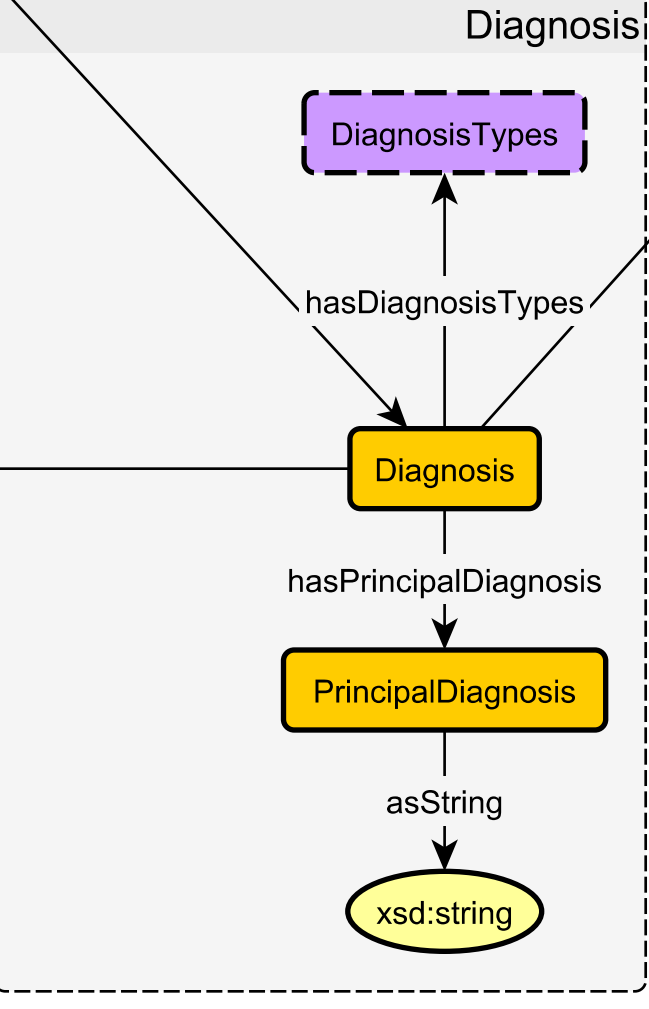 Diagnosis
DiagnosisTypes
hasDiagnosisTypes
Diagnosis
hasPrincipalDiagnosis
PrincipalDiagnosis
asString
xsd:string